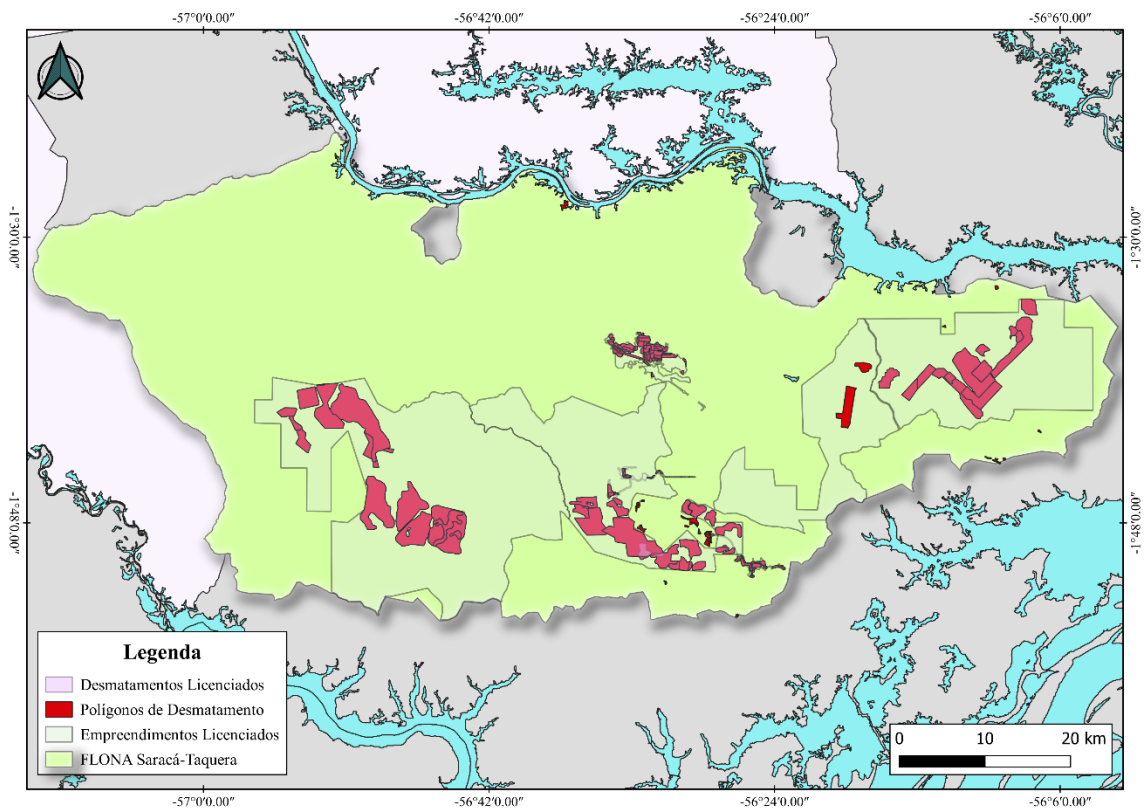 -57°0'0.00" -56°42'0.00" -56°24'0.00" -56°6'0.00"
-1°30'0.00" -1°30'0.00"
-1°48'0.00" -1°48'0.00"
Legenda
Desmatamentos Licenciados
Polígonos de Desmatamento
Empreendimentos Licenciados
FLONA Saracá-Taquera
0 10 20 km
-57°0'0.00" -56°42'0.00" -56°24'0.00" -56°6'0.00"